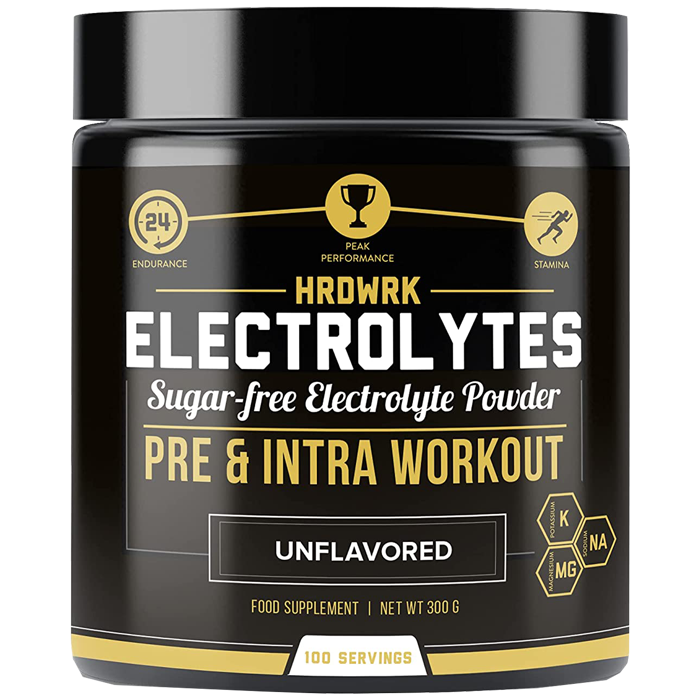 24
ENDURANCE
PEAK
PERFORMANCE
STAMINA
HRDWRK
ELECTROLYTES
Sugar-free Electrolyte Powder
PRE & INTRA WORKOUT
UNFLAVORED
POTASSIUM
K
SODIUM
NA
MAGNESIUM
MG
FOOD SUPPLEMENT | NET WT 300 G
100 SERVINGS